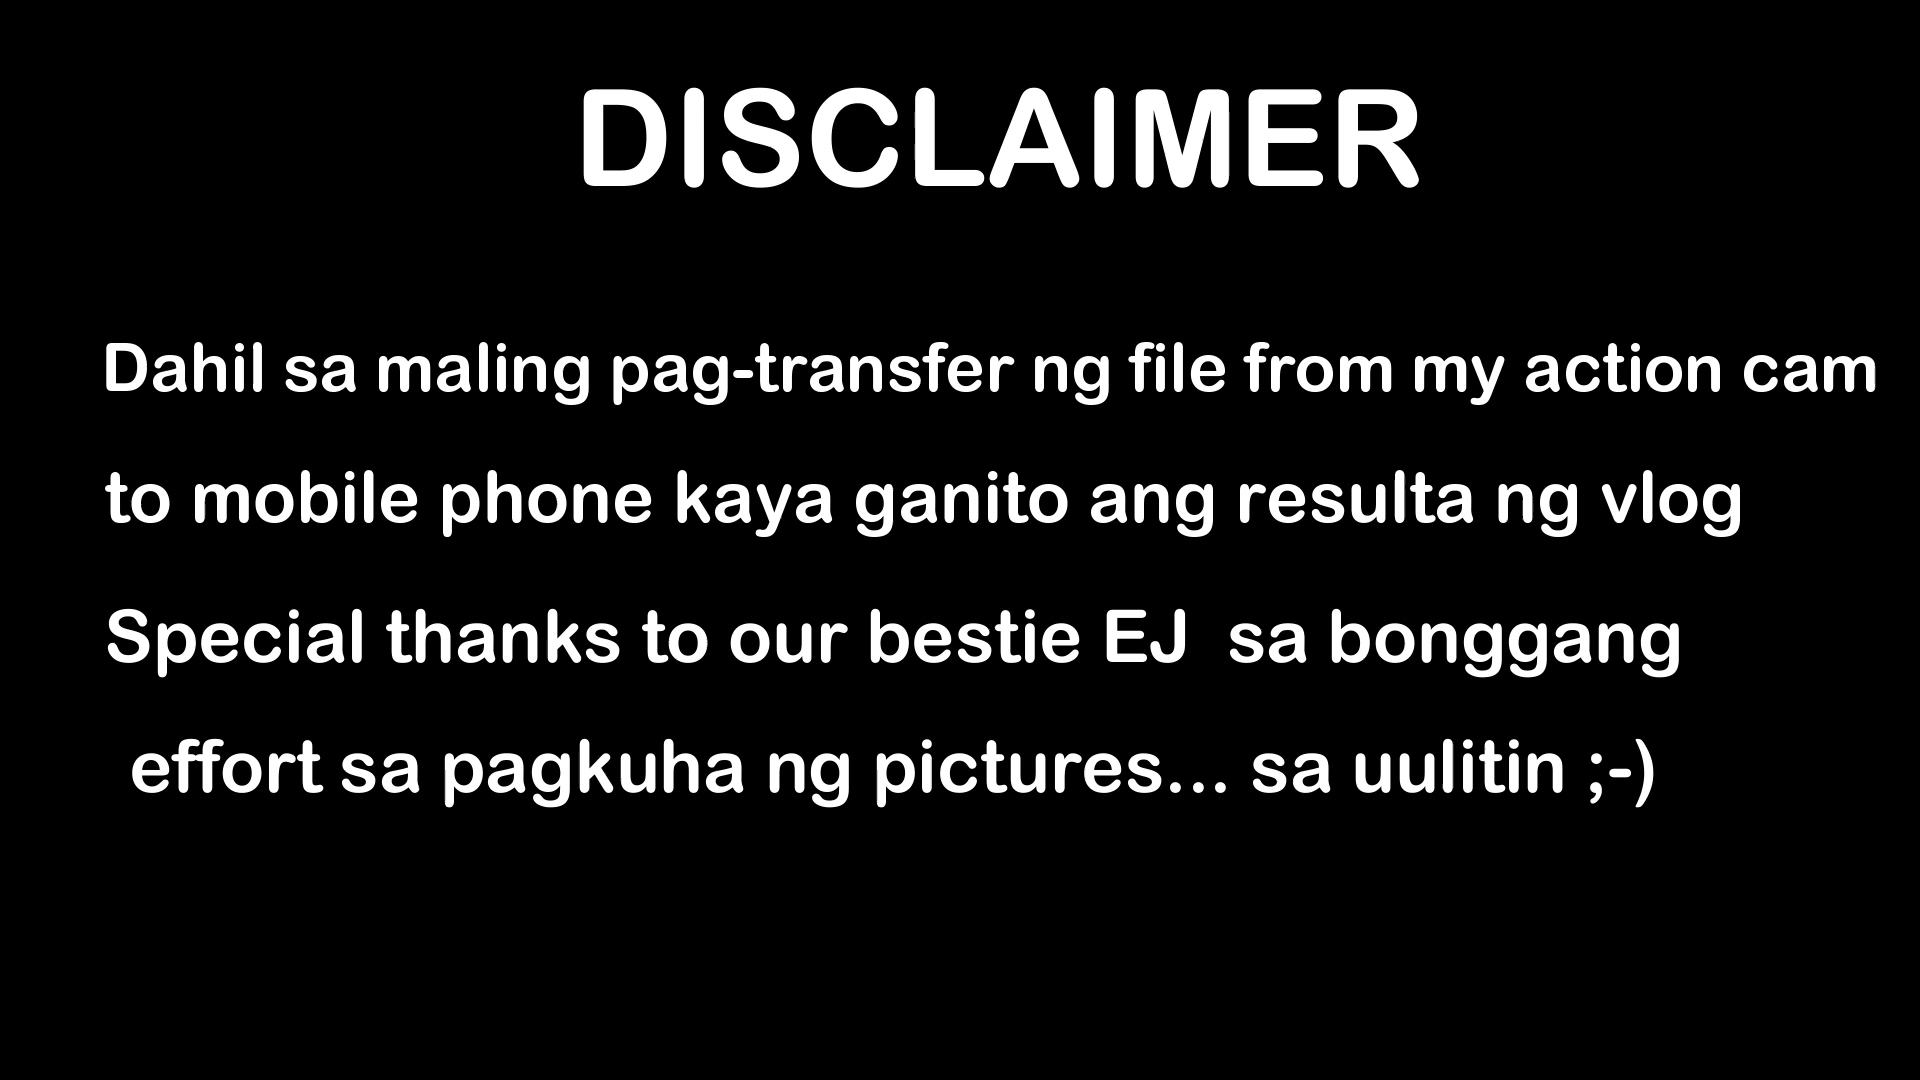 DISCLAIMER
Dahil sa maling pag-transfer ng file from my action cam
to mobile phone kaya ganito ang resulta ng vlog
Special thanks to our bestie EJ  sa bonggang
effort sa pagkuha ng pictures... sa uulitin ;-)